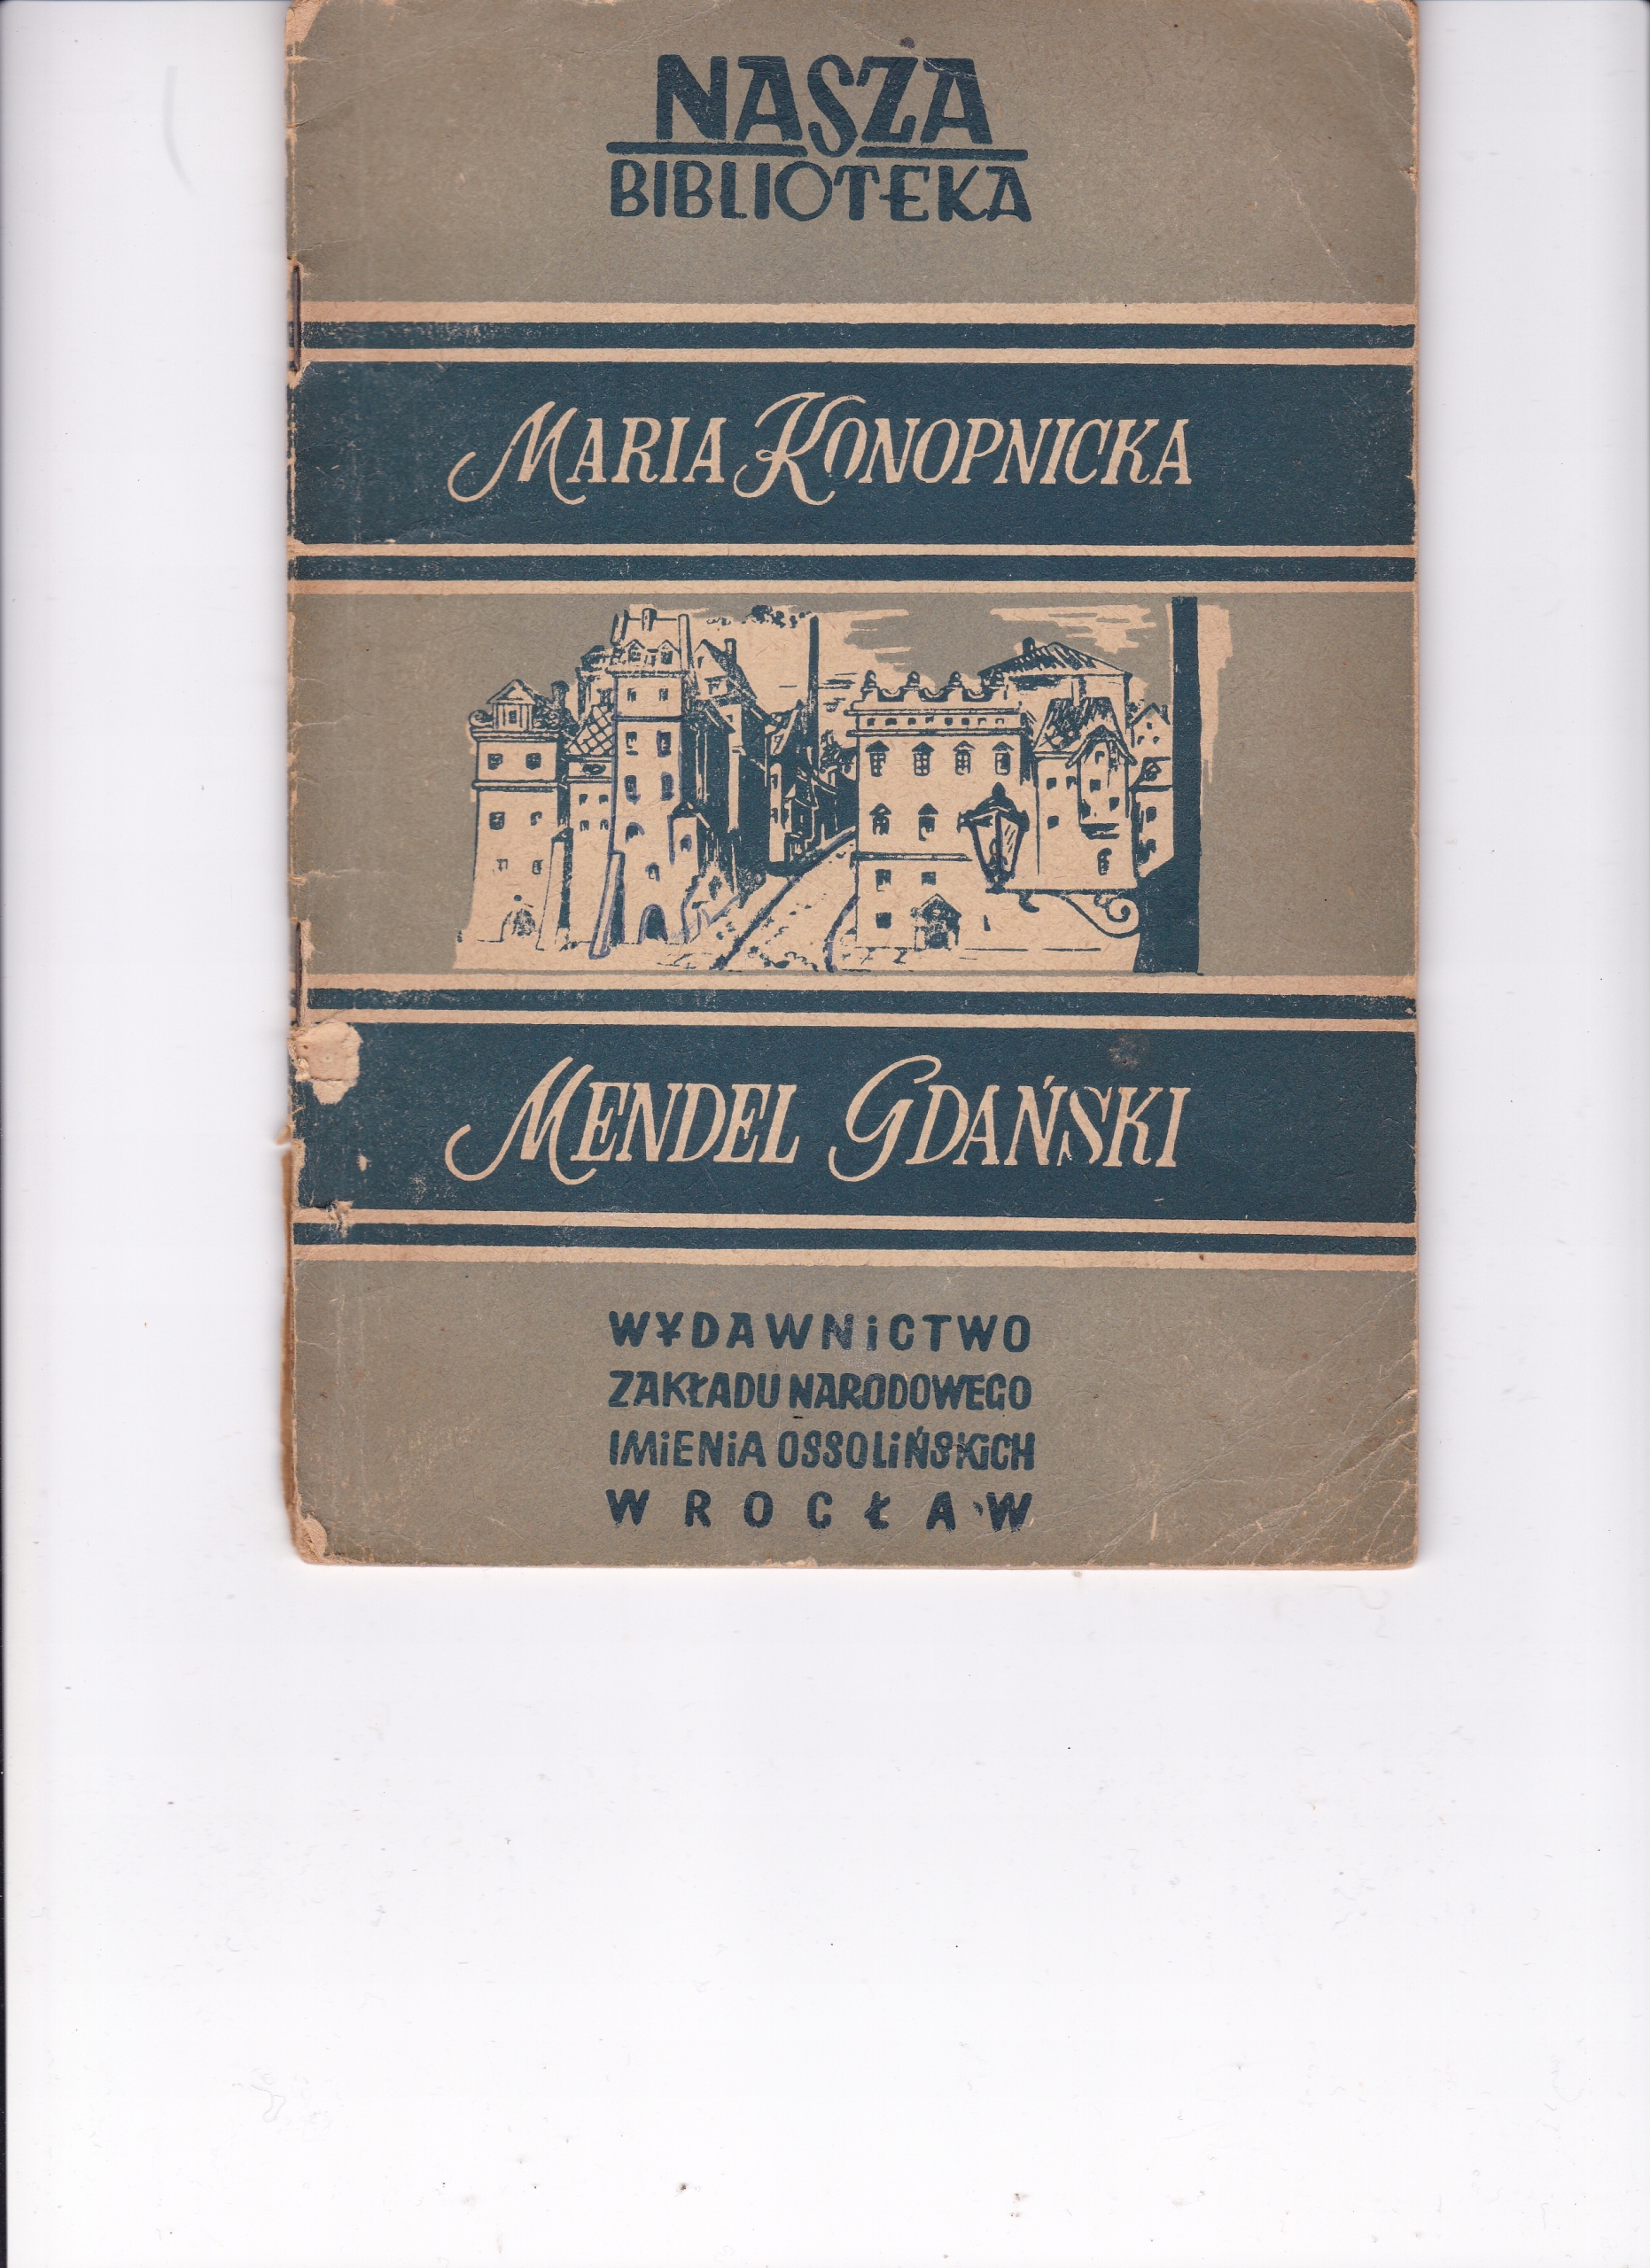 NASZA
BIBLIOTEKA
MARIA KONOPNICKA
MENDEL GDAŃSKI
WYDAWNiCTWO
ZAKŁADU NARODOWEGO
IMiENiA OSSOLiŃSKiCH
WROCŁAW